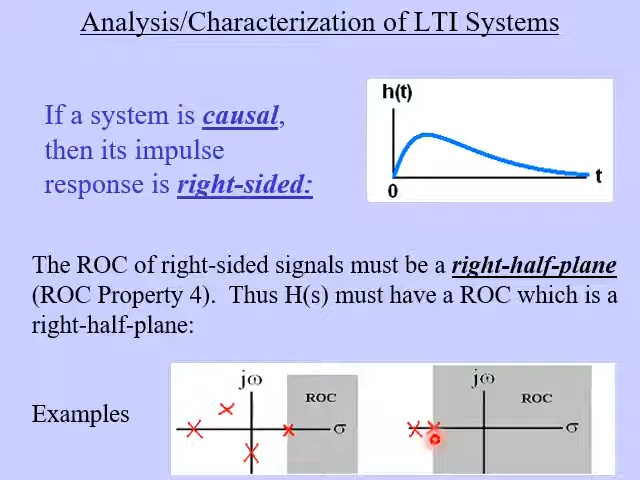 Analysis/Characterization of LTI Systems
If a system is causal,
then its impulse
response is right-sided:
h(t)
t
0
The ROC of right-sided signals must be a right-half-plane
(ROC Property 4). Thus H(s) must have a ROC which is a
right-half-plane:
Examples
jω
ROC
σ
jω
ROC
σ